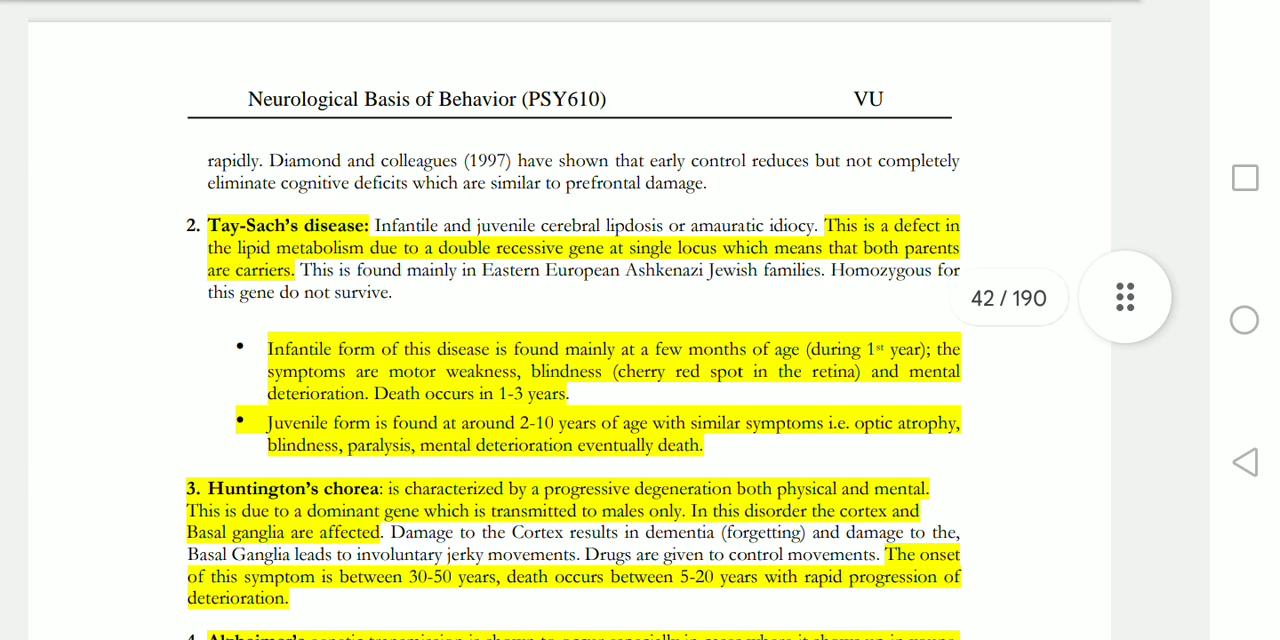 Neurological Basis of Behavior (PSY610) VU
rapidly. Diamond and colleagues (1997) have shown that early control reduces but not completely
eliminate cognitive deficits which are similar to prefrontal damage.
2. Tay-Sach's disease: Infantile and juvenile cerebral lipdosis or amauratic idiocy. This is a defect in
the lipid metabolism due to a double recessive gene at single locus which means that both parents
are carriers. This is found mainly in Eastern European Ashkenazi Jewish families. Homozygous for
this gene do not survive.
42 / 190
• Infantile form of this disease is found mainly at a few months of age (during 1st year); the
symptoms are motor weakness, blindness (cherry red spot in the retina) and mental
deterioration. Death occurs in 1-3 years.
• Juvenile form is found at around 2-10 years of age with similar symptoms i.e. optic atrophy,
blindness, paralysis, mental deterioration eventually death.
3. Huntington's chorea: is characterized by a progressive degeneration both physical and mental.
This is due to a dominant gene which is transmitted to males only. In this disorder the cortex and
Basal ganglia are affected. Damage to the Cortex results in dementia (forgetting) and damage to the,
Basal Ganglia leads to involuntary jerky movements. Drugs are given to control movements. The onset
of this symptom is between 30-50 years, death occurs between 5-20 years with rapid progression of
deterioration.